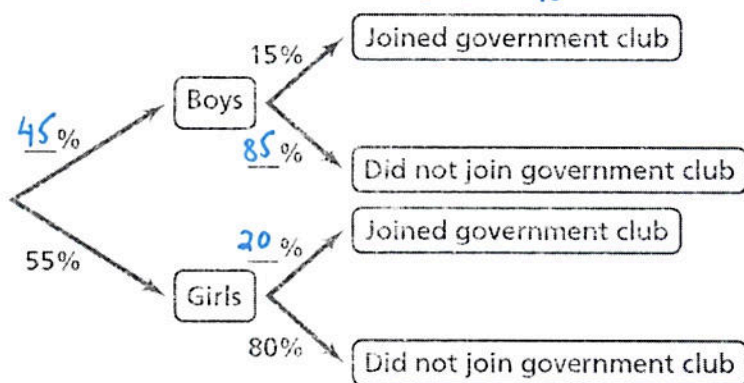 Joined government club
15%
Boys
45%
85%
Did not join government club
Joined government club
20%
55%
Girls
80%
Did not join government club